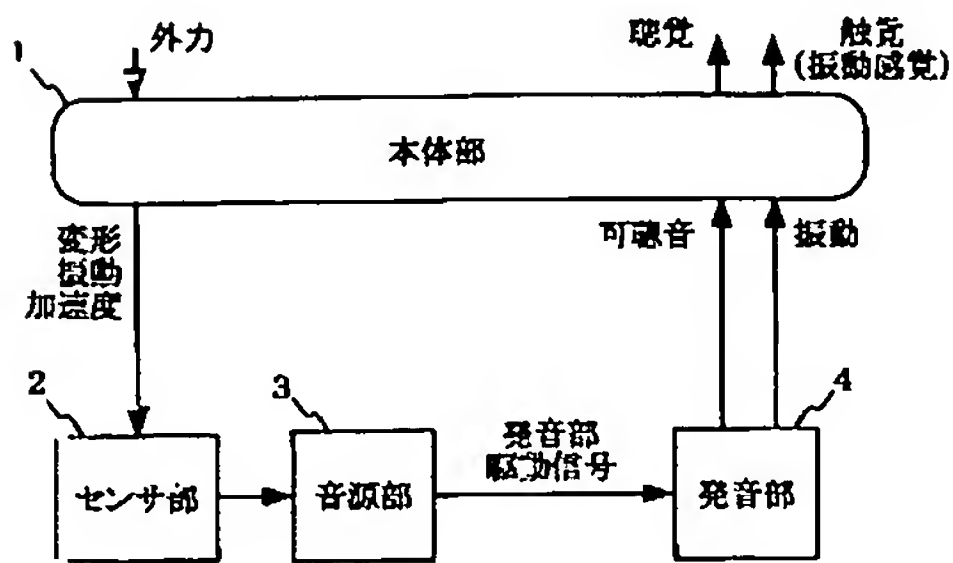 1
外力
聴覚
触覚
(振動感覚)
本体部
変形
振動
加速度
可聴音
振動
2
センサ部
3
音源部
発音部
駆動信号
4
発音部